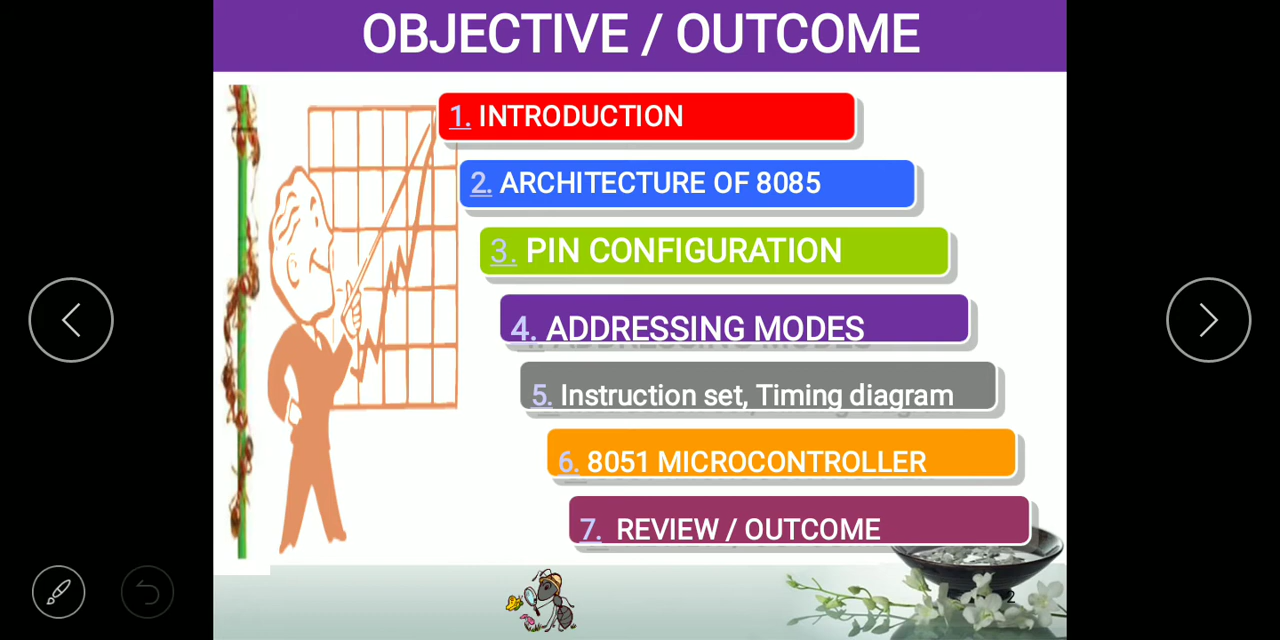 OBJECTIVE / OUTCOME
1. INTRODUCTION
2. ARCHITECTURE OF 8085
3. PIN CONFIGURATION
4. ADDRESSING MODES
5. Instruction set, Timing diagram
6. 8051 MICROCONTROLLER
7. REVIEW / OUTCOME
2